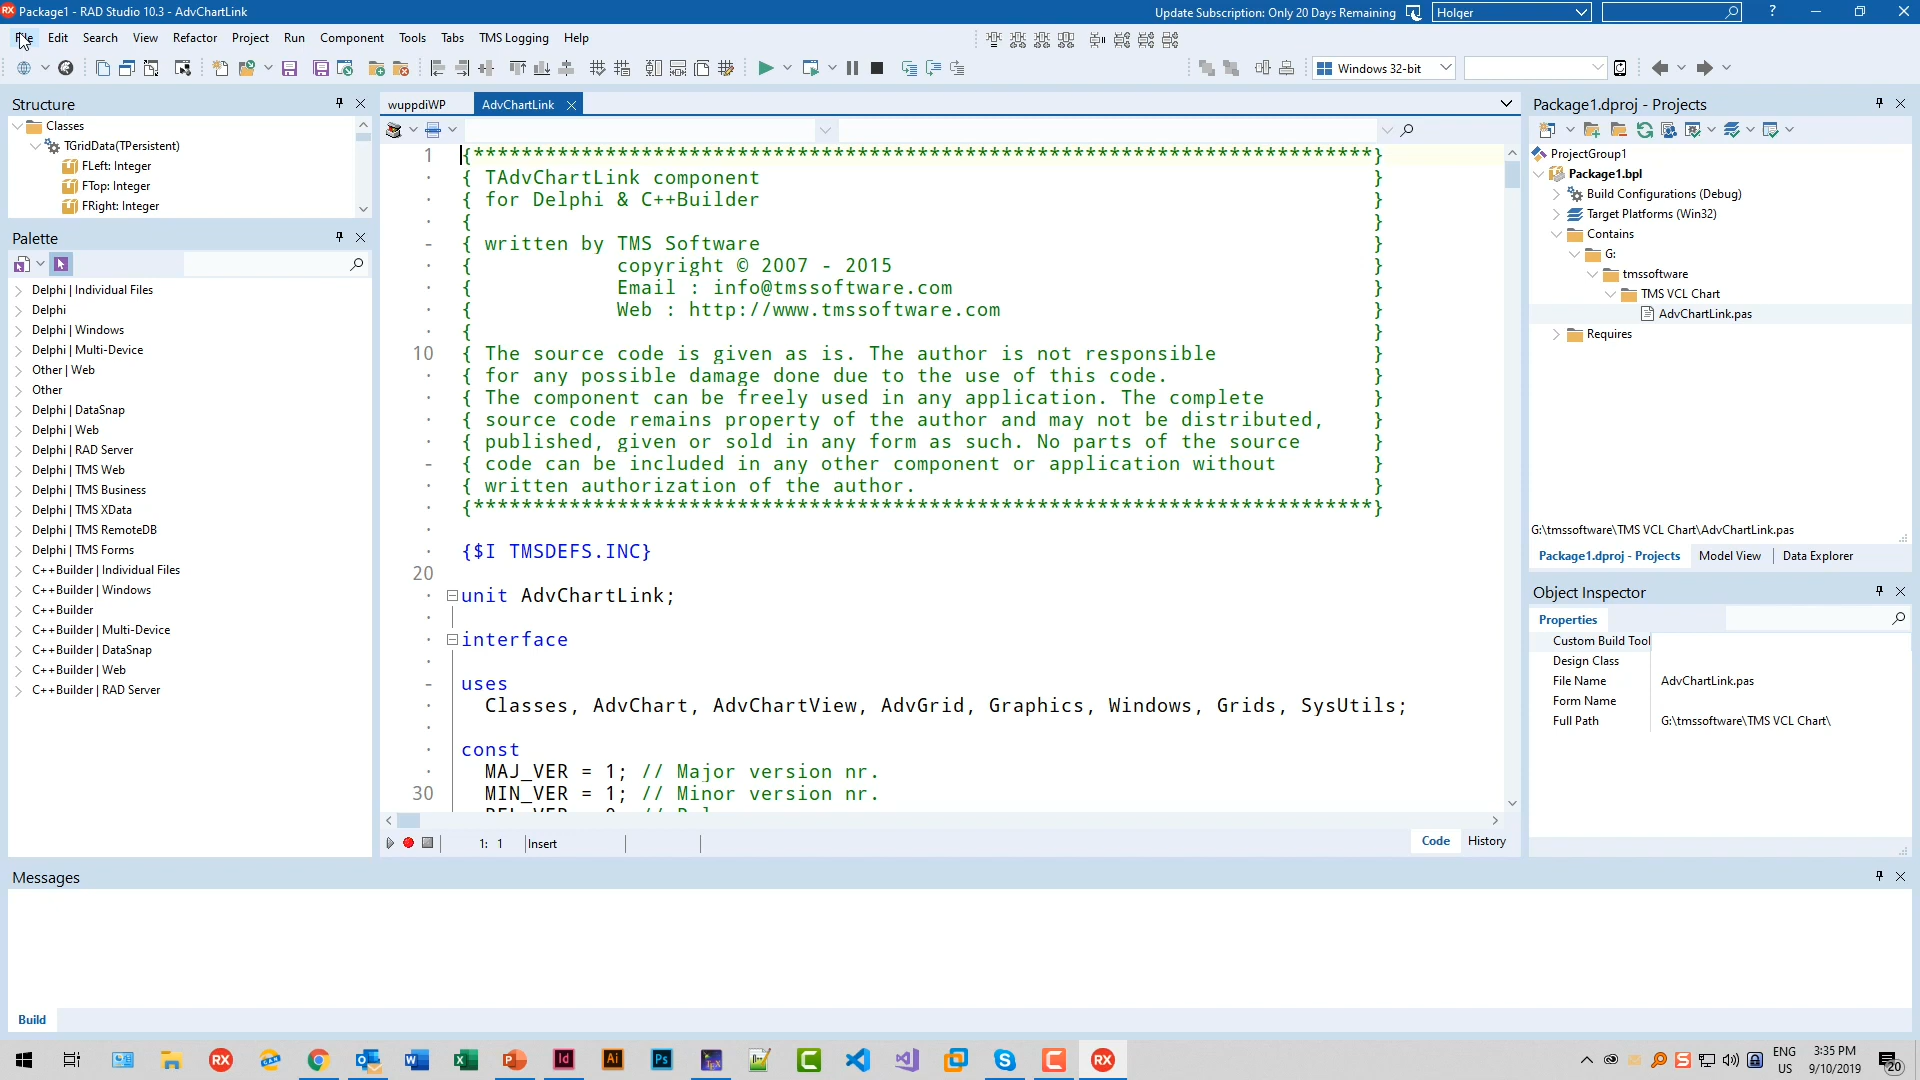 Package1 - RAD Studio 10.3 - AdvChartLink
Update Subscription: Only 20 Days Remaining
Holger
File Edit Search View Refactor Project Run Component Tools Tabs TMS Logging Help
Windows 32-bit
Structure
Classes
TGridData(TPersistent)
FLeft: Integer
FTop: Integer
FRight: Integer
Palette
Delphi | Individual Files
Delphi
Delphi | Windows
Delphi | Multi-Device
Other | Web
Other
Delphi | DataSnap
Delphi | Web
Delphi | RAD Server
Delphi | TMS Web
Delphi | TMS Business
Delphi | TMS XData
Delphi | TMS RemoteDB
Delphi | TMS Forms
C++Builder | Individual Files
C++Builder | Windows
C++Builder
C++Builder | Multi-Device
C++Builder | DataSnap
C++Builder | Web
C++Builder | RAD Server
wuppdiWP AdvChartLink
1 {***************************************************************************}
{ TAdvChartLink component }
{ for Delphi & C++Builder }
{ }
{ written by TMS Software }
{ copyright © 2007 - 2015 }
{ Email : info@tmssoftware.com }
{ Web : http://www.tmssoftware.com }
{ }
10 { The source code is given as is. The author is not responsible }
{ for any possible damage done due to the use of this code. }
{ The component can be freely used in any application. The complete }
{ source code remains property of the author and may not be distributed, }
{ published, given or sold in any form as such. No parts of the source }
{ code can be included in any other component or application without }
{ written authorization of the author. }
{***************************************************************************}
{$I TMSDEFS.INC}
20
unit AdvChartLink;
interface
uses
Classes, AdvChart, AdvChartView, AdvGrid, Graphics, Windows, Grids, SysUtils;
const
MAJ_VER = 1; // Major version nr.
30 MIN_VER = 1; // Minor version nr.
1: 1 Insert
Code History
Package1.dproj - Projects
ProjectGroup1
Package1.bpl
Build Configurations (Debug)
Target Platforms (Win32)
Contains
G:
tmssoftware
TMS VCL Chart
AdvChartLink.pas
Requires
G:\tmssoftware\TMS VCL Chart\AdvChartLink.pas
Package1.dproj - Projects Model View Data Explorer
Object Inspector
Properties
Custom Build Tool
Design Class
File Name AdvChartLink.pas
Form Name
Full Path G:\tmssoftware\TMS VCL Chart\
Messages
Build
ENG
US
3:35 PM
9/10/2019
20